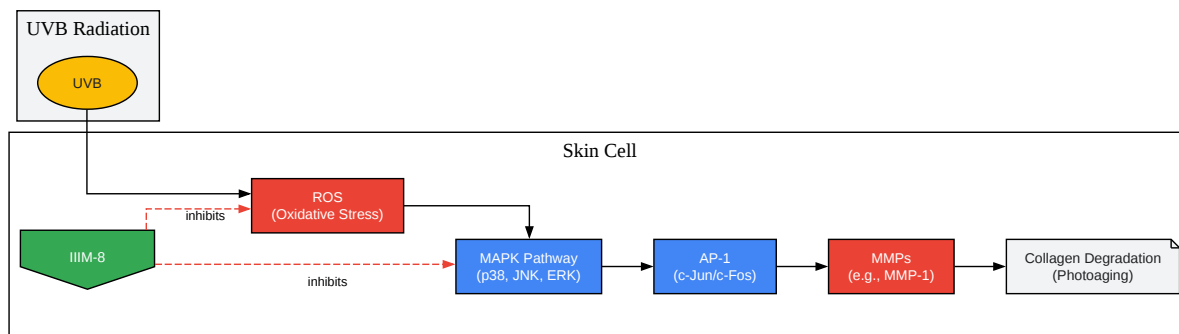 UVB Radiation
UVB
Skin Cell
ROS
(Oxidative Stress)
inhibits
IIIM-8
MAPK Pathway
(p38, JNK, ERK)
AP-1
(c-Jun/c-Fos)
MMPs
(e.g., MMP-1)
Collagen Degradation
(Photoaging)
inhibits